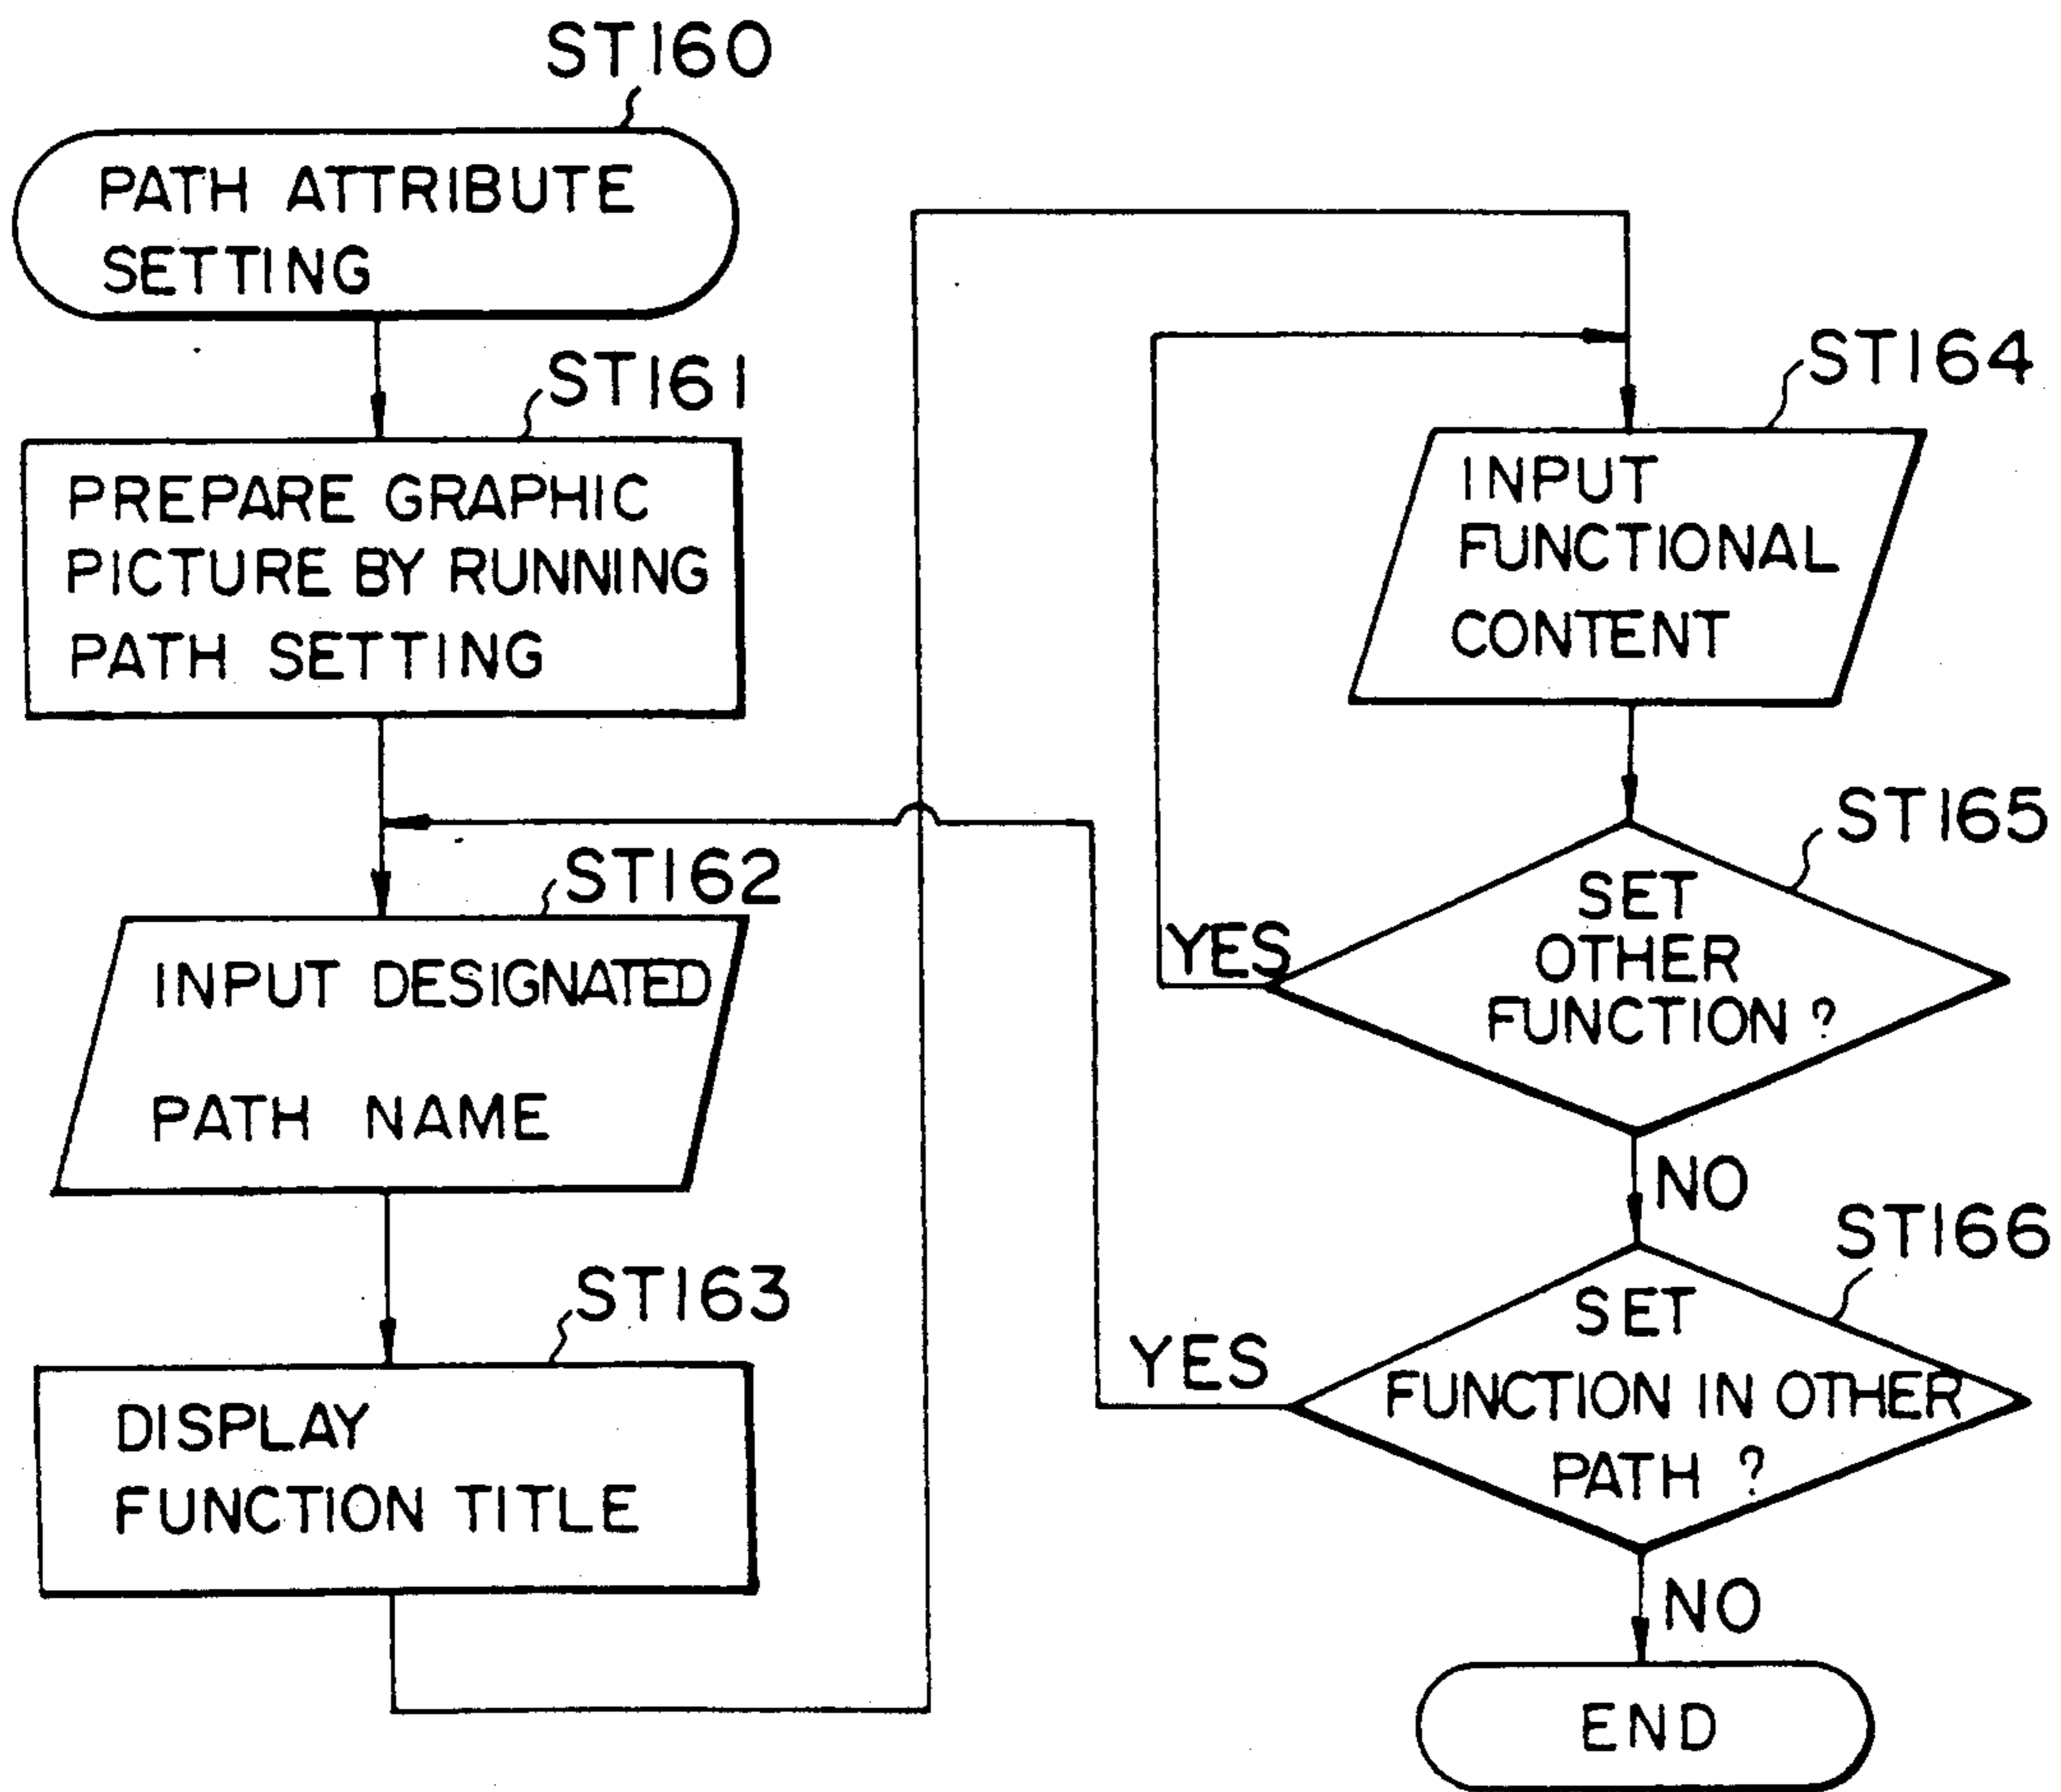 ST160
PATH ATTRIBUTE
SETTING
ST161
PREPARE GRAPHIC
PICTURE BY RUNNING
PATH SETTING
ST162
INPUT DESIGNATED
PATH NAME
ST163
DISPLAY
FUNCTION TITLE
ST164
INPUT
FUNCTIONAL
CONTENT
ST165
SET
OTHER
FUNCTION ?
YES
NO
ST166
SET
FUNCTION IN OTHER
PATH ?
YES
NO
END